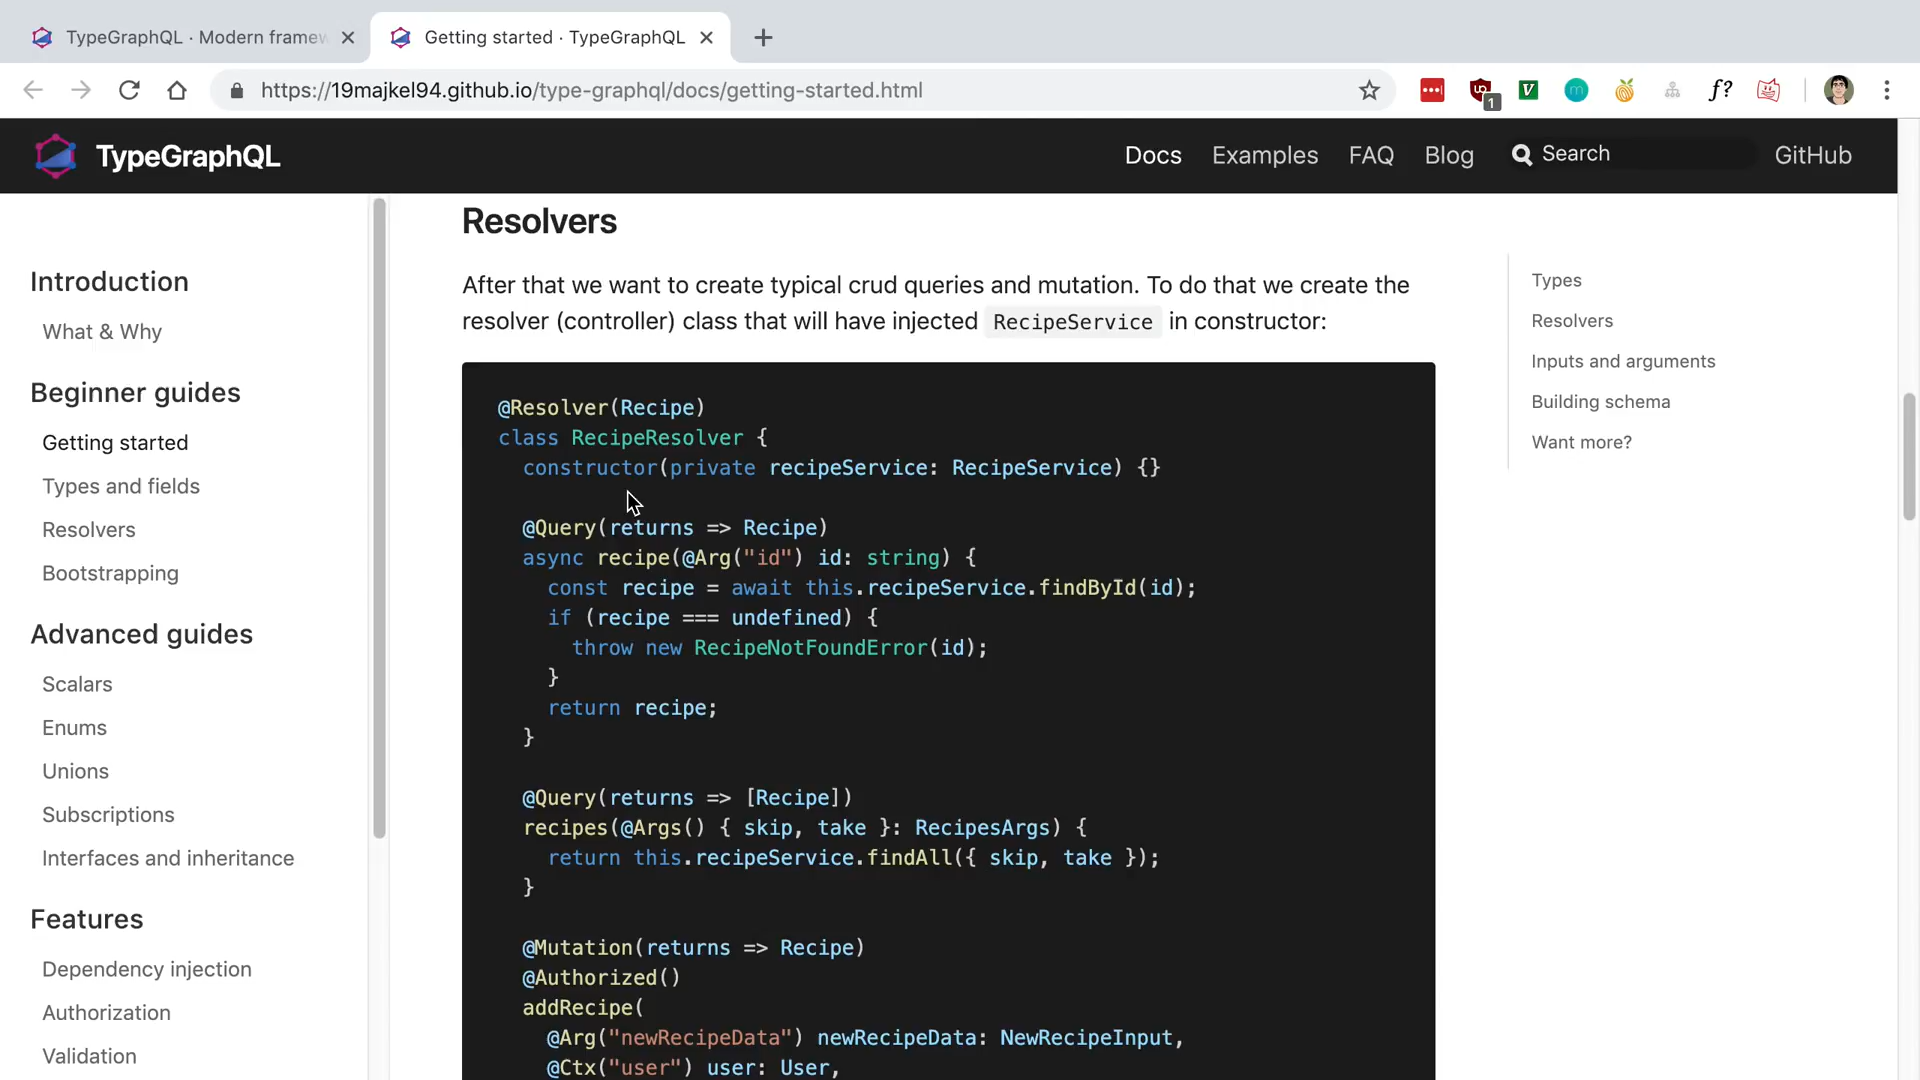 TypeGraphQL · Modern framew
Getting started · TypeGraphQL
https://19majkel94.github.io/type-graphql/docs/getting-started.html
1
V
m
f?
TypeGraphQL
Docs
Examples
FAQ
Blog
Search
GitHub
Introduction
What & Why
Beginner guides
Getting started
Types and fields
Resolvers
Bootstrapping
Advanced guides
Scalars
Enums
Unions
Subscriptions
Interfaces and inheritance
Features
Dependency injection
Authorization
Validation
Resolvers
After that we want to create typical crud queries and mutation. To do that we create the
resolver (controller) class that will have injected RecipeService in constructor:
@Resolver(Recipe)
class RecipeResolver {
  constructor(private recipeService: RecipeService) {}

  @Query(returns => Recipe)
  async recipe(@Arg("id") id: string) {
    const recipe = await this.recipeService.findById(id);
    if (recipe === undefined) {
      throw new RecipeNotFoundError(id);
    }
    return recipe;
  }

  @Query(returns => [Recipe])
  recipes(@Args() { skip, take }: RecipesArgs) {
    return this.recipeService.findAll({ skip, take });
  }

  @Mutation(returns => Recipe)
  @Authorized()
  addRecipe(
    @Arg("newRecipeData") newRecipeData: NewRecipeInput,
    @Ctx("user") user: User,
Types
Resolvers
Inputs and arguments
Building schema
Want more?